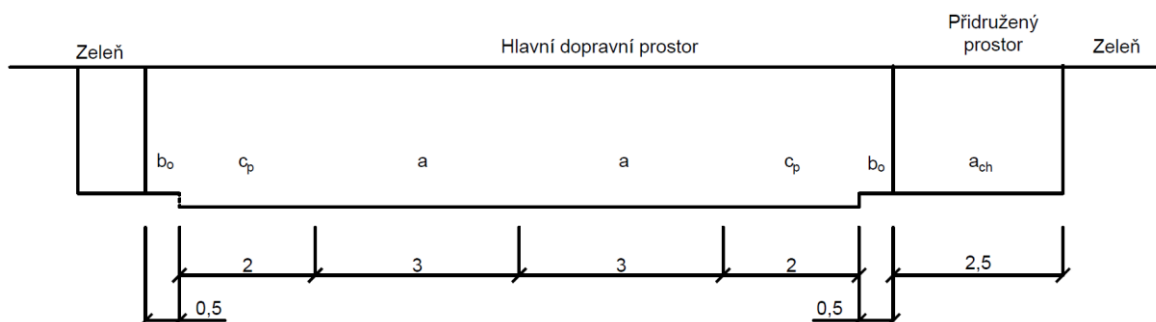 Zeleň
Hlavní dopravní prostor
Přidružený
prostor
Zeleň
bo
cp
a
a
cp
bo
ach
2
3
3
2
2,5
0,5
0,5